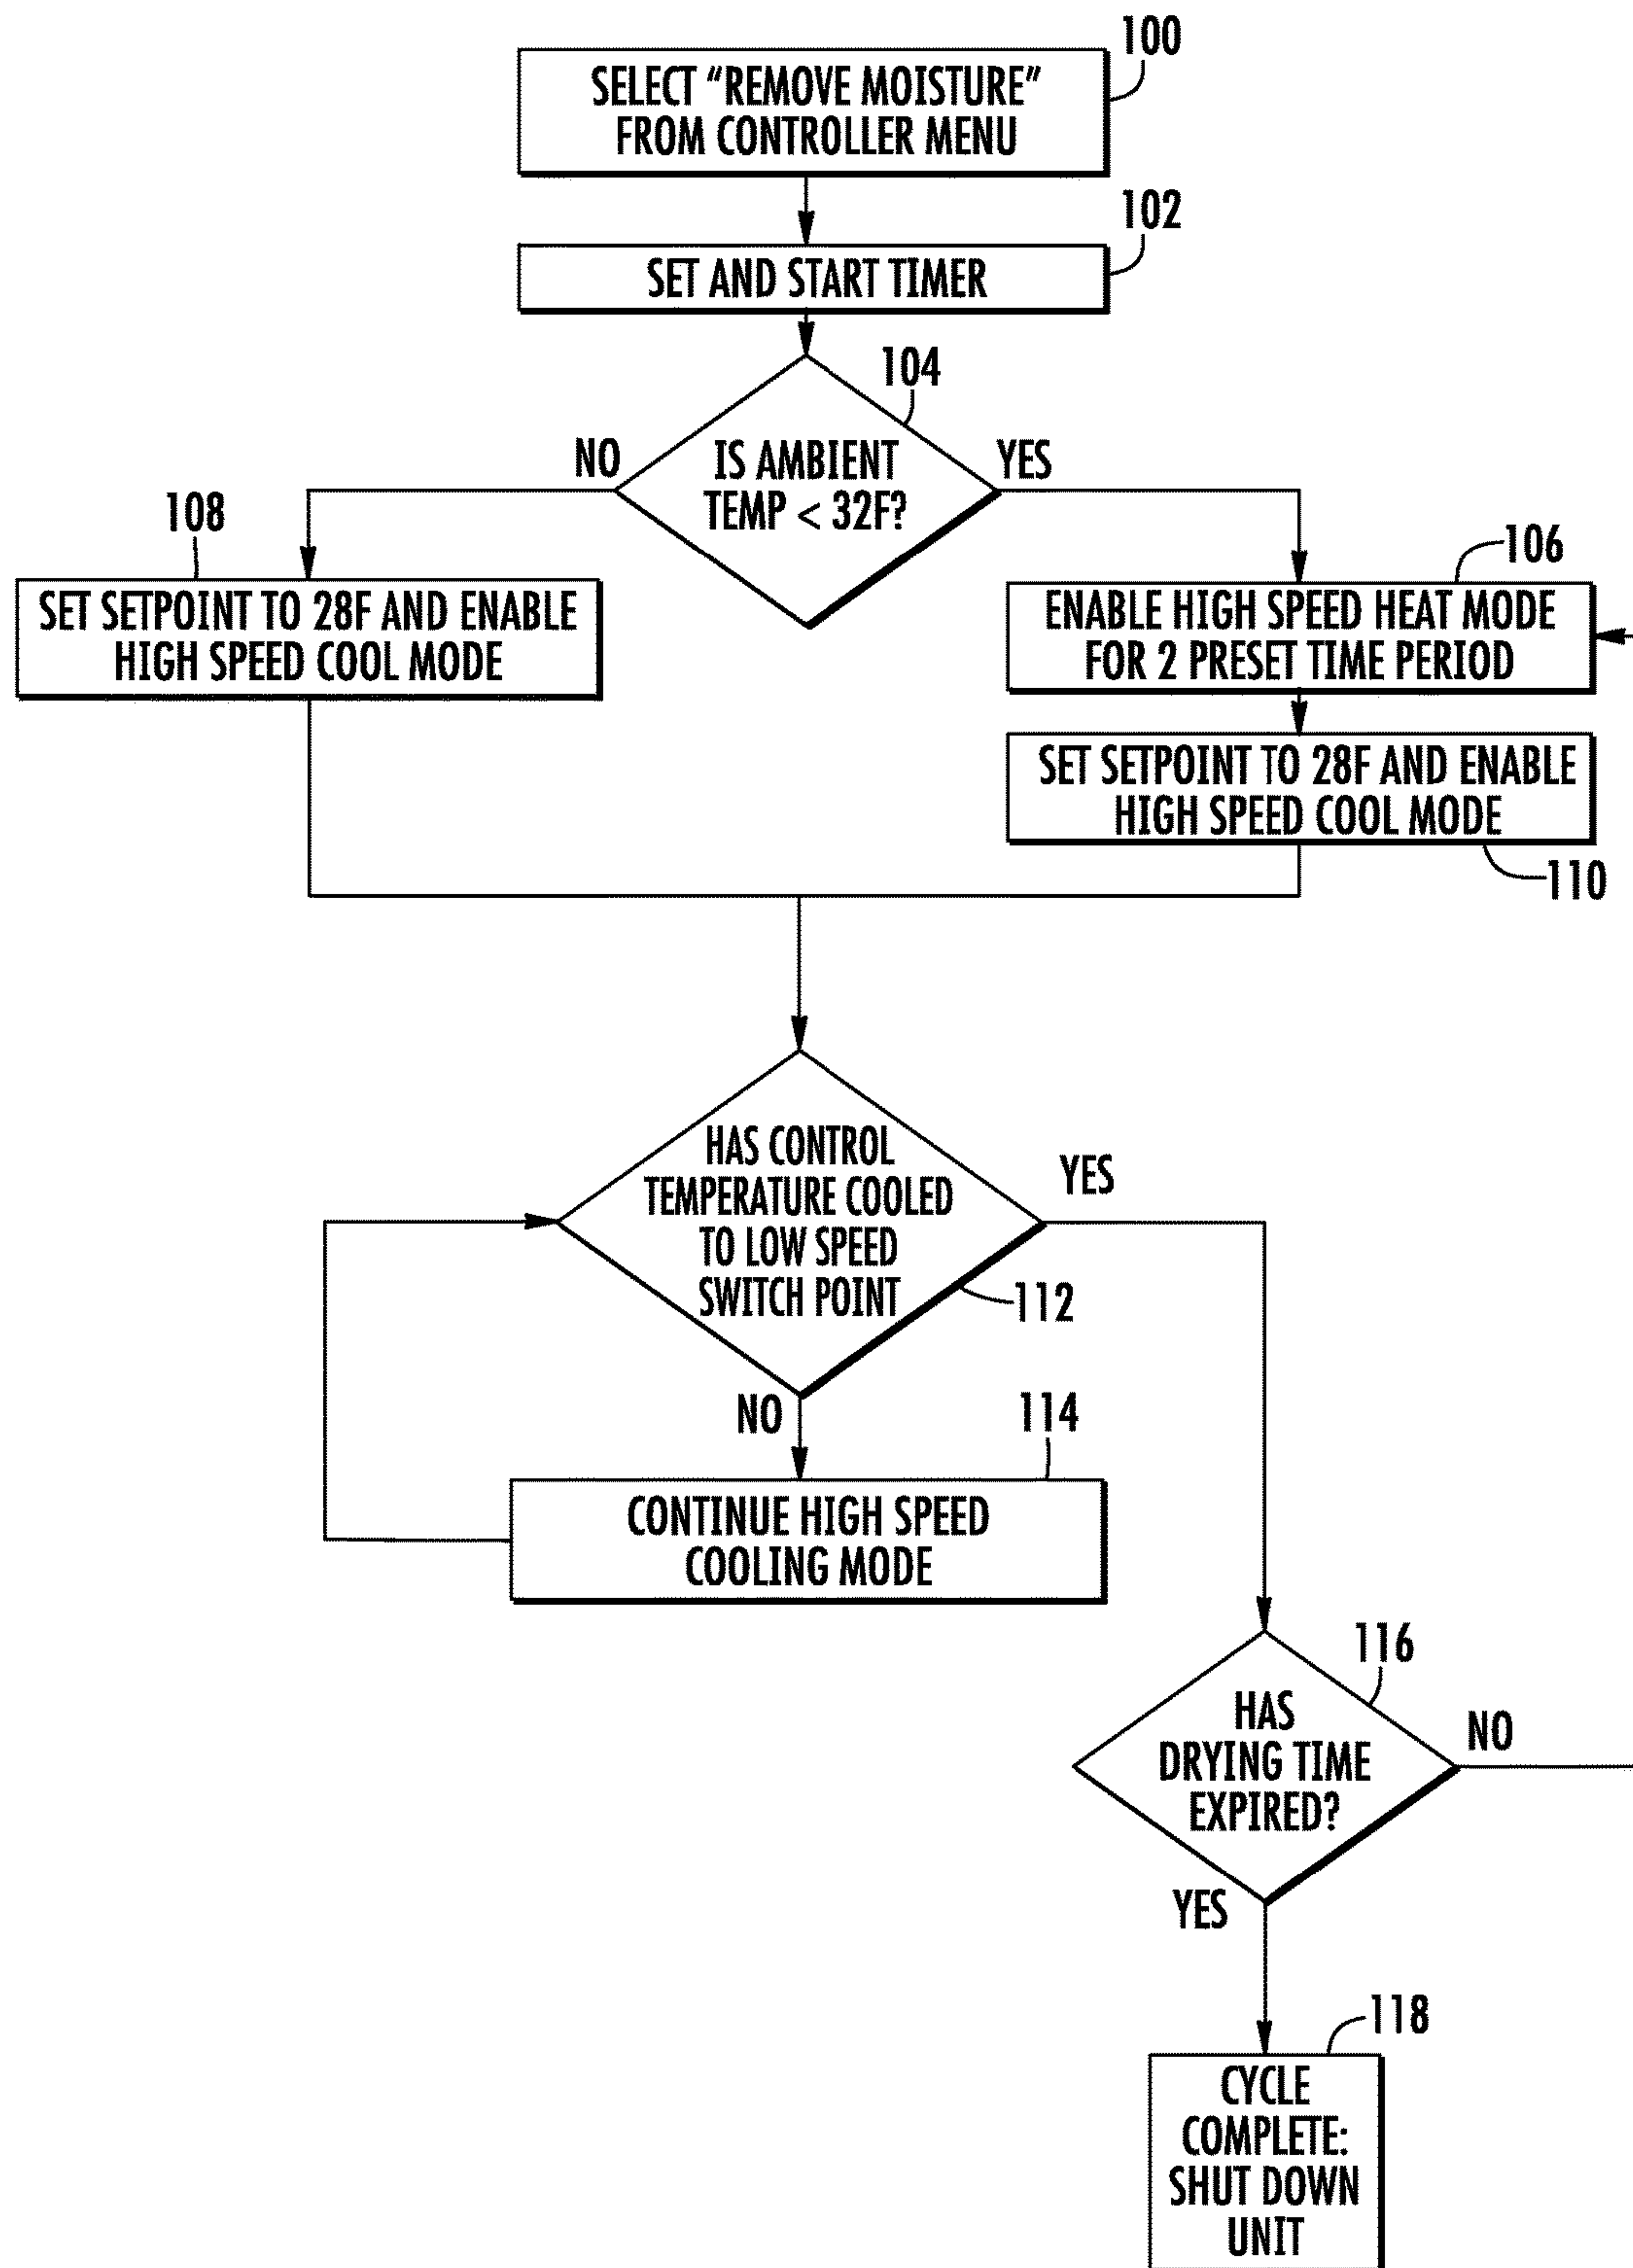 100
SELECT "REMOVE MOISTURE"
FROM CONTROLLER MENU
102
SET AND START TIMER
104
IS AMBIENT
TEMP < 32F?
NO
YES
108
SET SETPOINT TO 28F AND ENABLE
HIGH SPEED COOL MODE
106
ENABLE HIGH SPEED HEAT MODE
FOR 2 PRESET TIME PERIOD
SET SETPOINT TO 28F AND ENABLE
HIGH SPEED COOL MODE
110
HAS CONTROL
TEMPERATURE COOLED
TO LOW SPEED
SWITCH POINT
YES
112
NO
114
CONTINUE HIGH SPEED
COOLING MODE
116
HAS
DRYING TIME
EXPIRED?
NO
YES
118
CYCLE
COMPLETE:
SHUT DOWN
UNIT